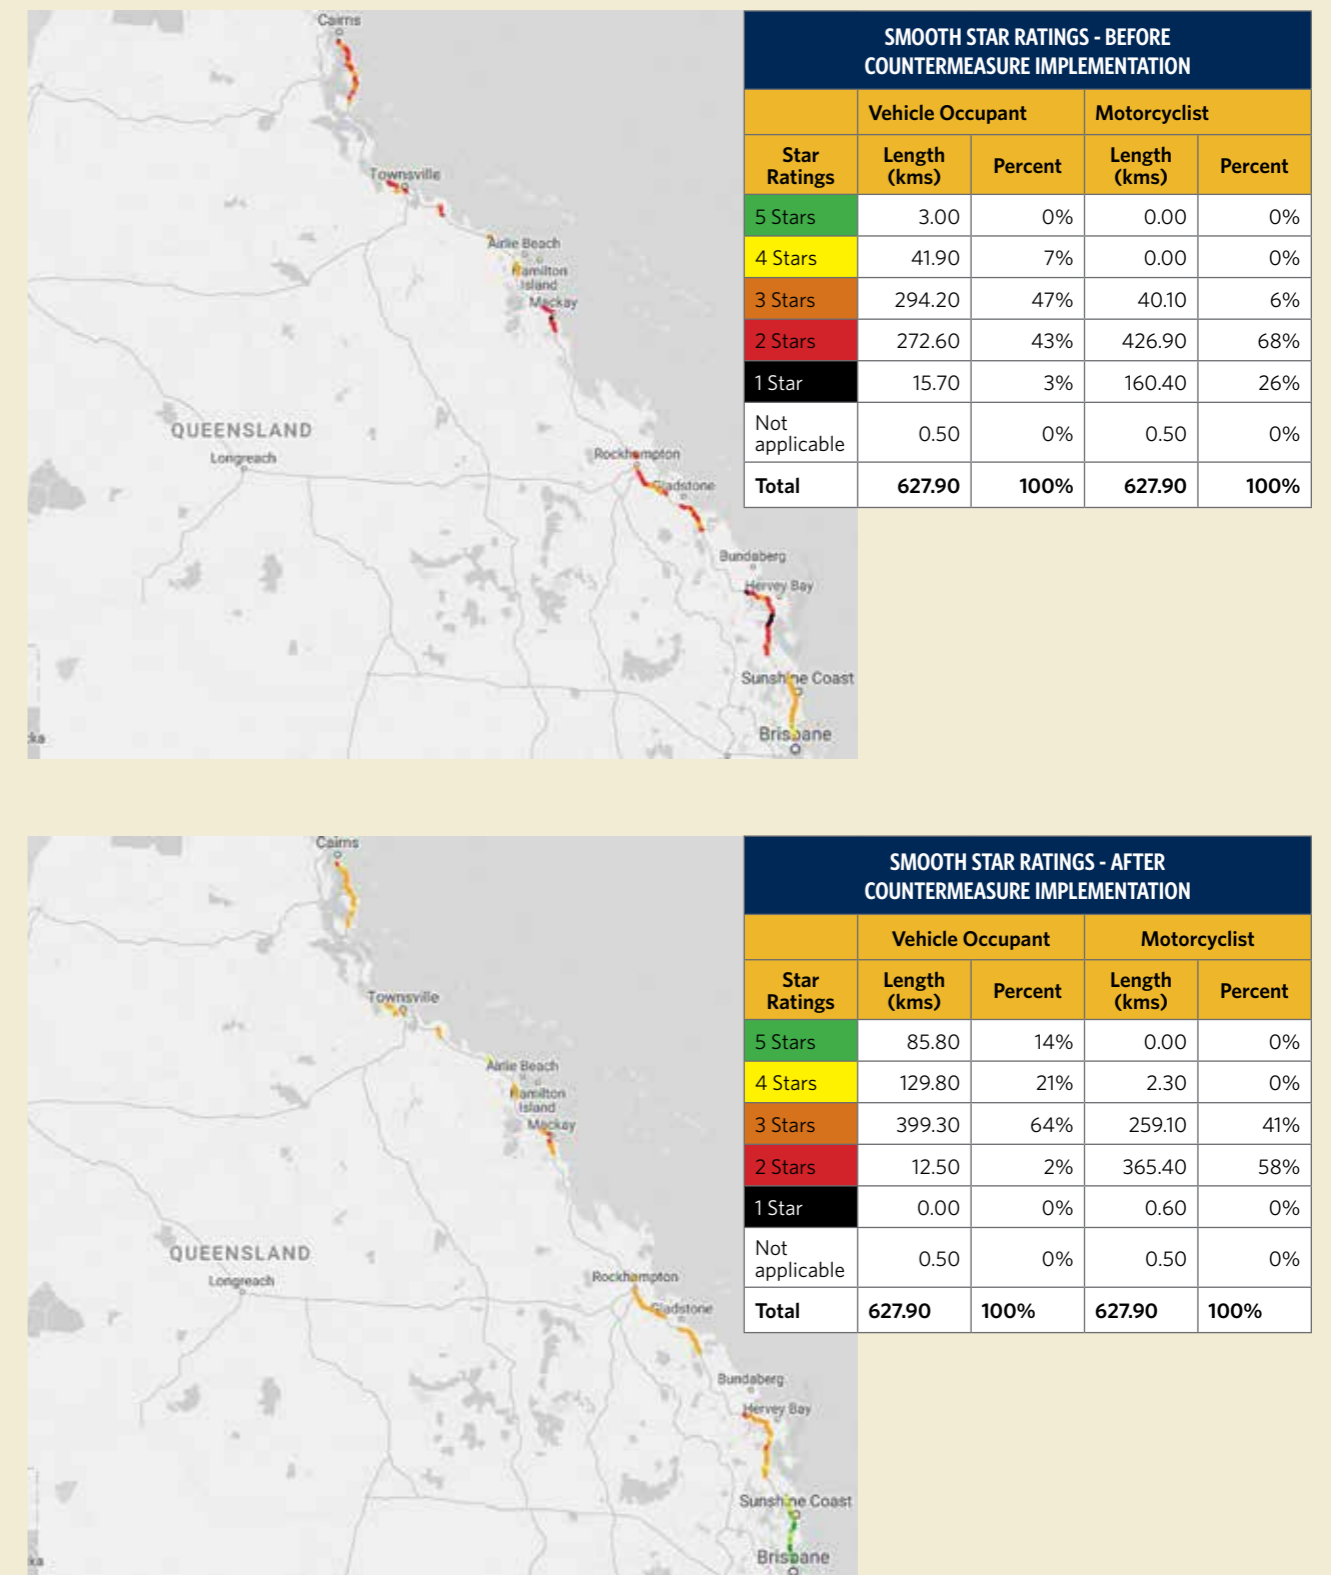 Cairns
Townsville
Airlie Beach
Hamilton
Island
Mackay
QUEENSLAND
Longreach
Rockhampton
Gladstone
Bundaberg
Hervey Bay
Sunshine Coast
Brisbane
ka
SMOOTH STAR RATINGS - BEFORE
COUNTERMEASURE IMPLEMENTATION
Vehicle Occupant Motorcyclist
Star Ratings Length (kms) Percent Length (kms) Percent
5 Stars 3.00 0% 0.00 0%
4 Stars 41.90 7% 0.00 0%
3 Stars 294.20 47% 40.10 6%
2 Stars 272.60 43% 426.90 68%
1 Star 15.70 3% 160.40 26%
Not applicable 0.50 0% 0.50 0%
Total 627.90 100% 627.90 100%
Cairns
Townsville
Airlie Beach
Hamilton
Island
Mackay
QUEENSLAND
Longreach
Rockhampton
Gladstone
Bundaberg
Hervey Bay
Sunshine Coast
Brisbane
ka
SMOOTH STAR RATINGS - AFTER
COUNTERMEASURE IMPLEMENTATION
Vehicle Occupant Motorcyclist
Star Ratings Length (kms) Percent Length (kms) Percent
5 Stars 85.80 14% 0.00 0%
4 Stars 129.80 21% 2.30 0%
3 Stars 399.30 64% 259.10 41%
2 Stars 12.50 2% 365.40 58%
1 Star 0.00 0% 0.60 0%
Not applicable 0.50 0% 0.50 0%
Total 627.90 100% 627.90 100%